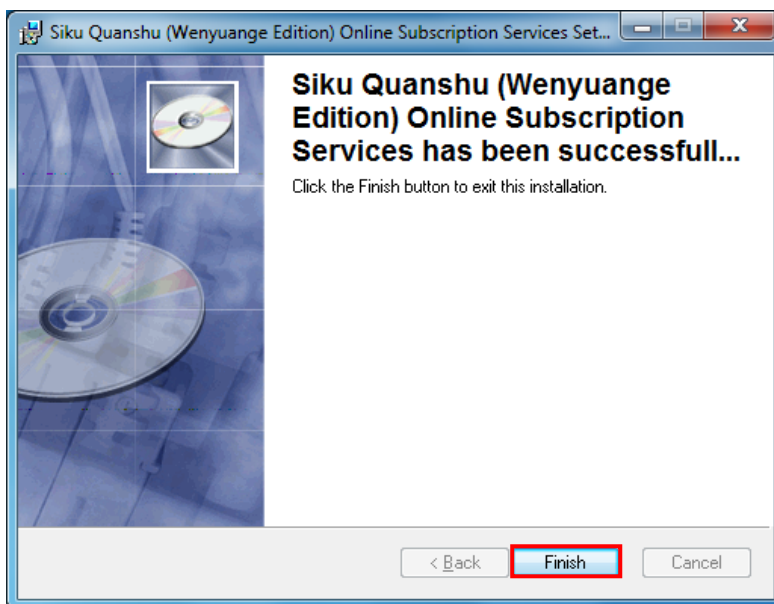 Siku Quanshu (Wenyuange Edition) Online Subscription Services Set...
Siku Quanshu (Wenyuange
Edition) Online Subscription
Services has been successfull...
Click the Finish button to exit this installation.
< Back
Finish
Cancel